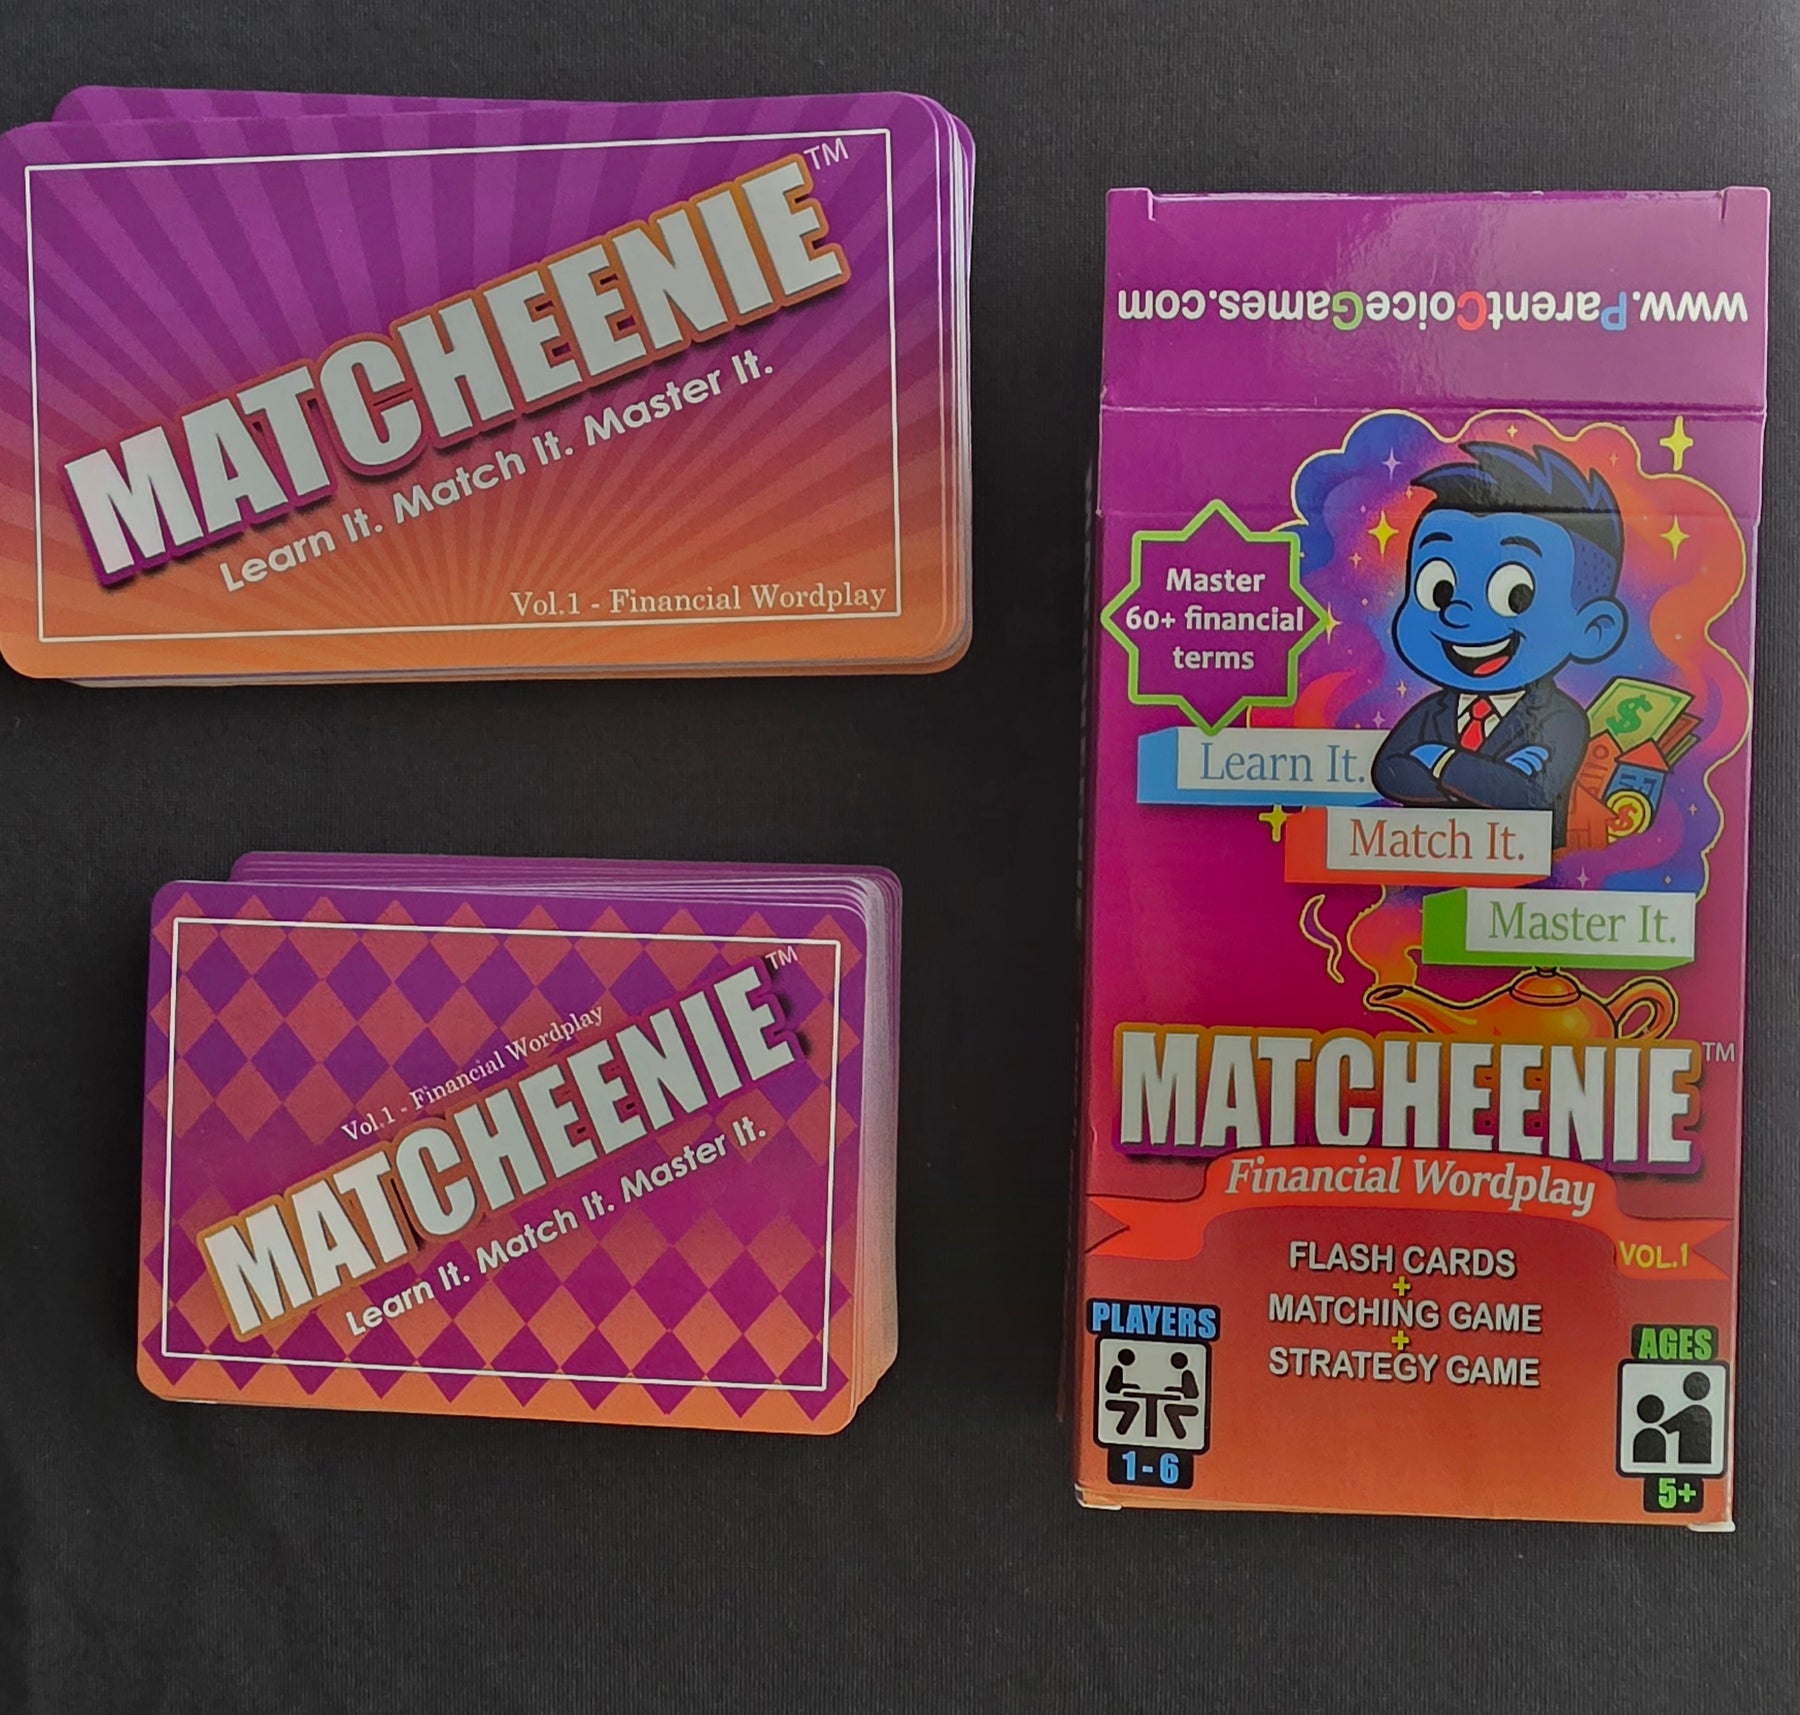 MATCHEENIE™
Learn It. Match It. Master It.
Vol.1 - Financial Wordplay
Vol.1 - Financial Wordplay
MATCHEENIE™
Learn It. Match It. Master It.
www.ParentCoiceGames.com
Master
60+ financial
terms
Learn It.
Match It.
Master It.
MATCHEENIE™
Financial Wordplay
VOL.1
FLASH CARDS
+
MATCHING GAME
+
STRATEGY GAME
PLAYERS
1 - 6
AGES
5+